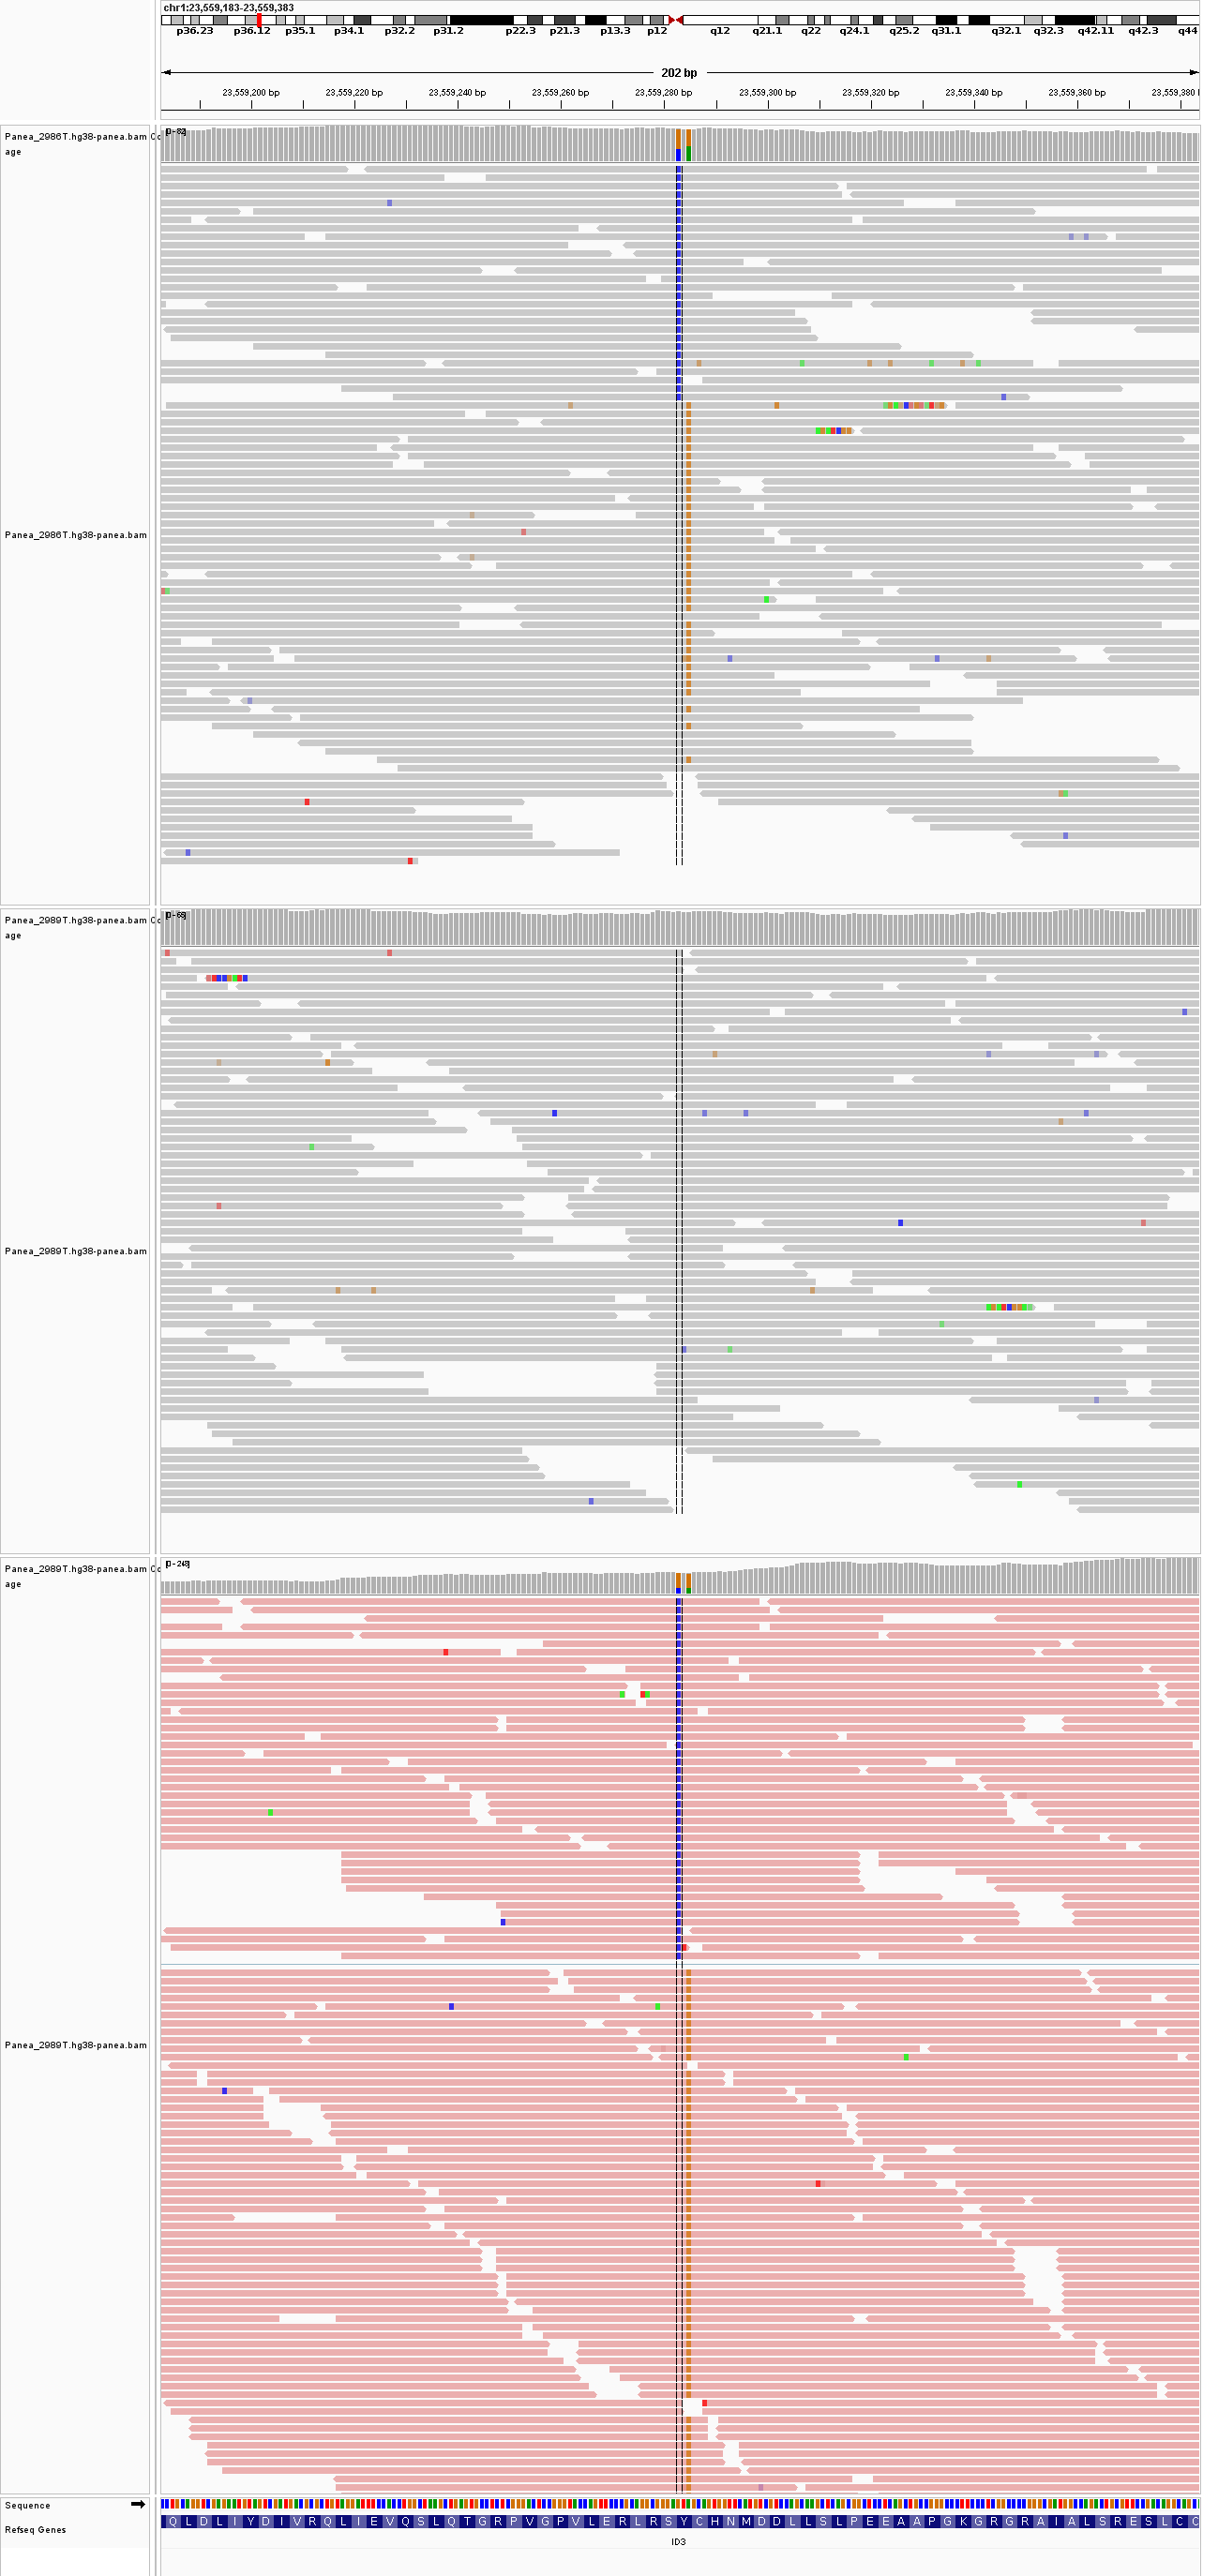 chr1:23,559,183-23,559,383
p36.23 p36.12 p35.1 p34.1 p32.2 p31.2 p22.3 p21.3 p13.3 p12 q12 q21.1 q22 q24.1 q25.2 q31.1 q32.1 q32.3 q42.11 q42.3 q44
202 bp
23,559,200 bp 23,559,220 bp 23,559,240 bp 23,559,260 bp 23,559,280 bp 23,559,300 bp 23,559,320 bp 23,559,340 bp 23,559,360 bp 23,559,380
Panea_2986T.hg38-panea.bam Co
age
Panea_2986T.hg38-panea.bam
Panea_2989T.hg38-panea.bam Co
age
Panea_2989T.hg38-panea.bam
Panea_2989T.hg38-panea.bam Co
age
Panea_2989T.hg38-panea.bam
Sequence
Refseq Genes
Q L D L I Y D I V R Q L I E V Q S L Q T G R P V G P V L E R L R S Y C H N M D D L L S L P E E A A P G K G R G R A I A L S R E S L C C
ID3